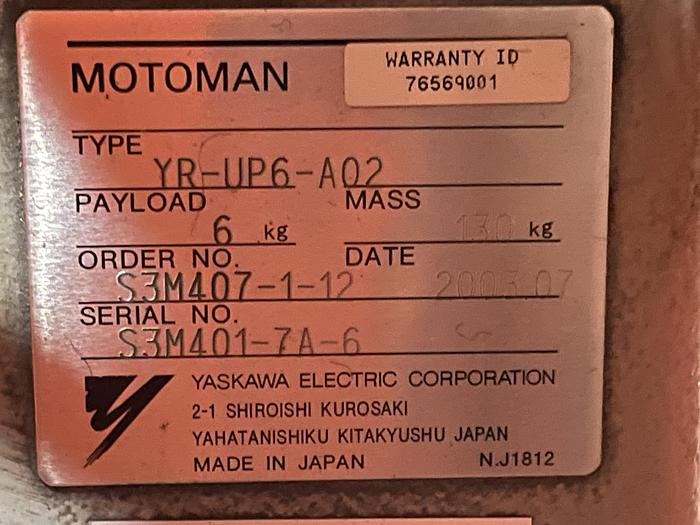 WARRANTY ID
76569001
MOTOMAN
TYPE YR-UP6-A02
PAYLOAD 6 kg MASS 130 kg
ORDER NO. S3M407-1-12 DATE 2003.07
SERIAL NO. S3M401-7A-6
YASKAWA ELECTRIC CORPORATION
2-1 SHIROISHI KUROSAKI
YAHATANISHIKU KITAKYUSHU JAPAN
MADE IN JAPAN N.J1812